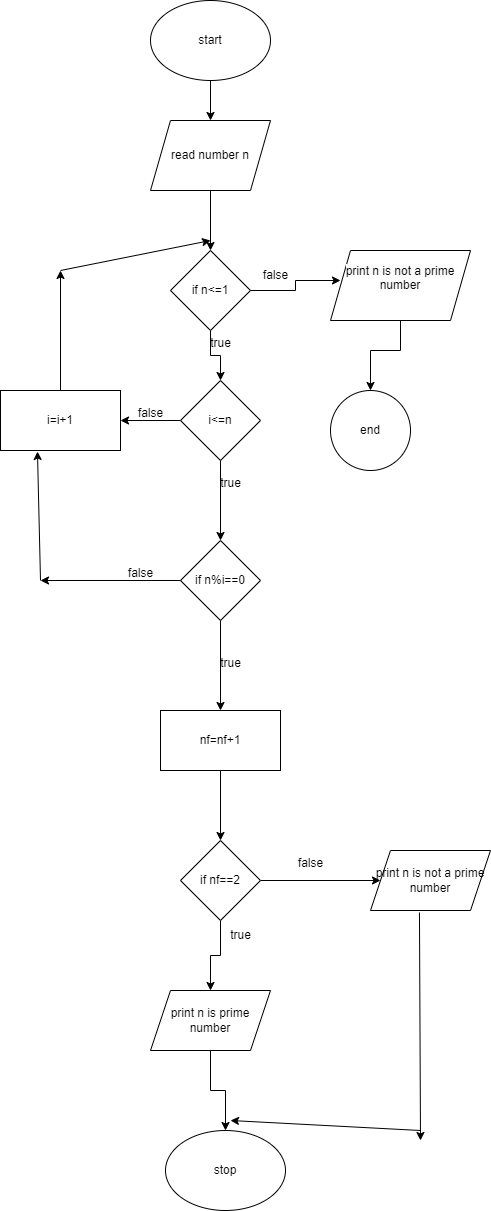 start
read number n
if n<=1
false
print n is not a prime
number
true
i=i+1
false
i<=n
end
true
false
if n%i==0
true
nf=nf+1
if nf==2
false
print n is not a prime
number
true
print n is prime
number
stop